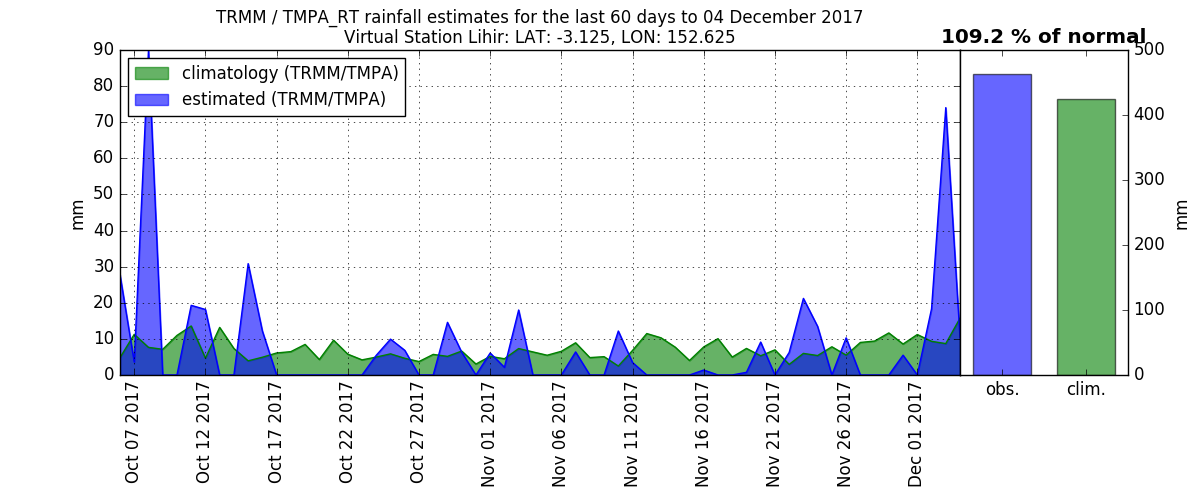 TRMM / TMPA_RT rainfall estimates for the last 60 days to 04 December 2017
Virtual Station Lihir: LAT: -3.125, LON: 152.625
109.2 % of normal
climatology (TRMM/TMPA)
estimated (TRMM/TMPA)
90
80
70
60
50
40
30
20
10
0
mm
Oct 07 2017
Oct 12 2017
Oct 17 2017
Oct 22 2017
Oct 27 2017
Nov 01 2017
Nov 06 2017
Nov 11 2017
Nov 16 2017
Nov 21 2017
Nov 26 2017
Dec 01 2017
obs.
clim.
500
400
300
200
100
0
mm